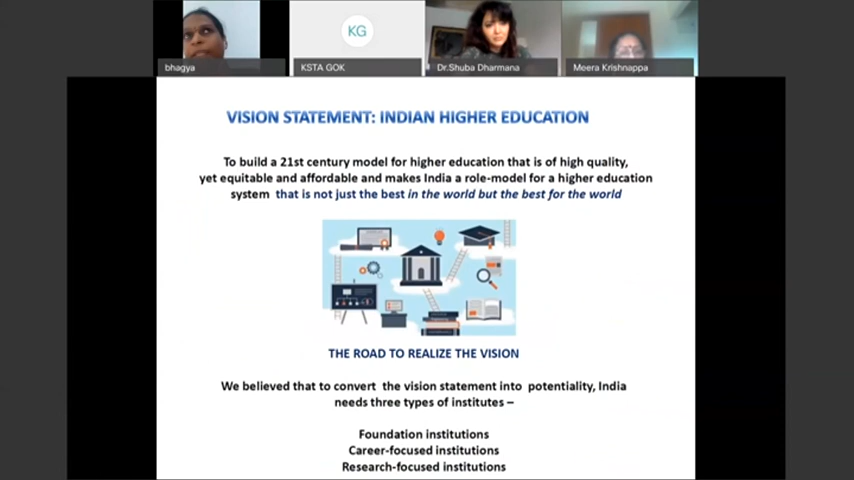 KG
bhagya
KSTA GOK
Dr.Shuba Dharmana
Meera Krishnappa
VISION STATEMENT: INDIAN HIGHER EDUCATION
To build a 21st century model for higher education that is of high quality,
yet equitable and affordable and makes India a role-model for a higher education
system that is not just the best in the world but the best for the world
THE ROAD TO REALIZE THE VISION
We believed that to convert the vision statement into potentiality, India
needs three types of institutes –
Foundation institutions
Career-focused institutions
Research-focused institutions